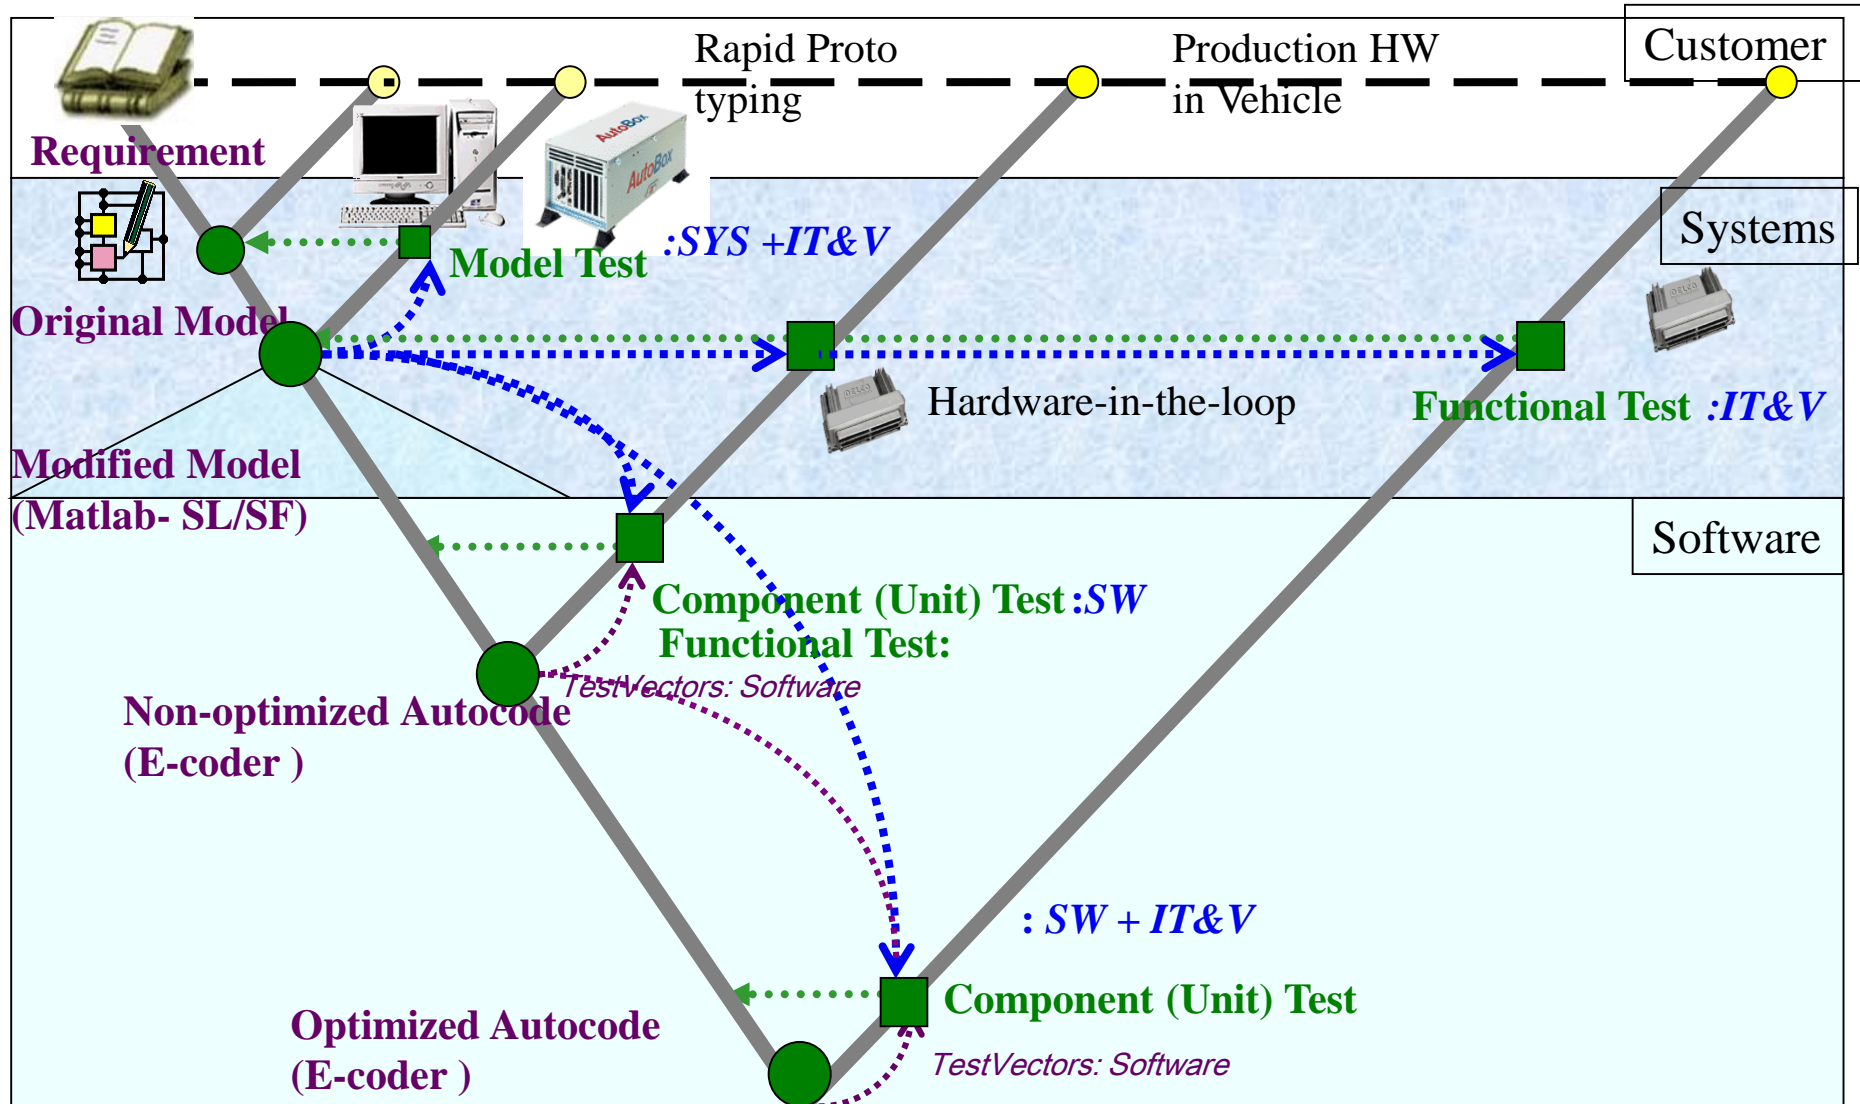 Rapid Proto
typing
Production HW
in Vehicle
Customer
Requirement
AutoBox
AutoBox
Systems
:SYS +IT&V
Model Test
Original Model
DELCO
DELCO
Hardware-in-the-loop
Functional Test :IT&V
Modified Model
(Matlab- SL/SF)
Software
Component (Unit) Test :SW
Functional Test:
TestVectors: Software
Non-optimized Autocode
(E-coder )
: SW + IT&V
Component (Unit) Test
Optimized Autocode
(E-coder )
TestVectors: Software